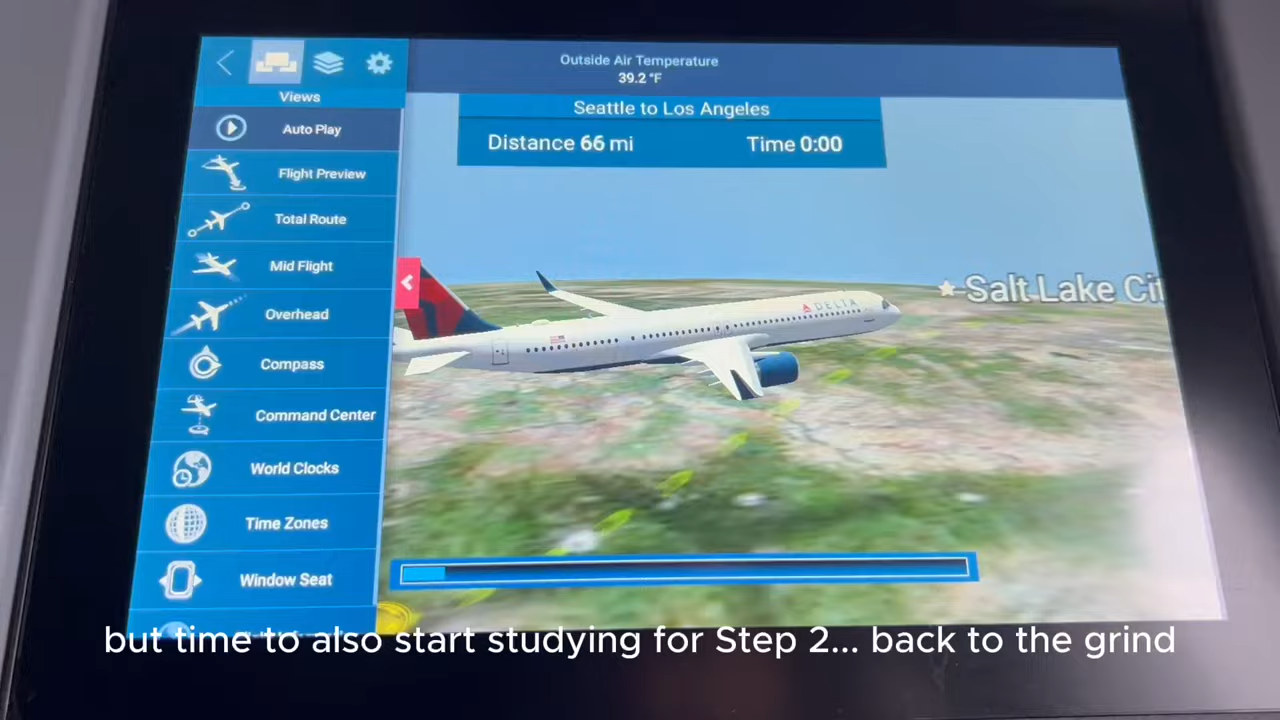 Outside Air Temperature
39.2 °F
Views
Seattle to Los Angeles
Distance 66 mi
Time 0:00
Auto Play
Flight Preview
Total Route
Mid Flight
Overhead
Compass
Command Center
World Clocks
Time Zones
Window Seat
DELTA
Salt Lake Ci
but time to also start studying for Step 2... back to the grind